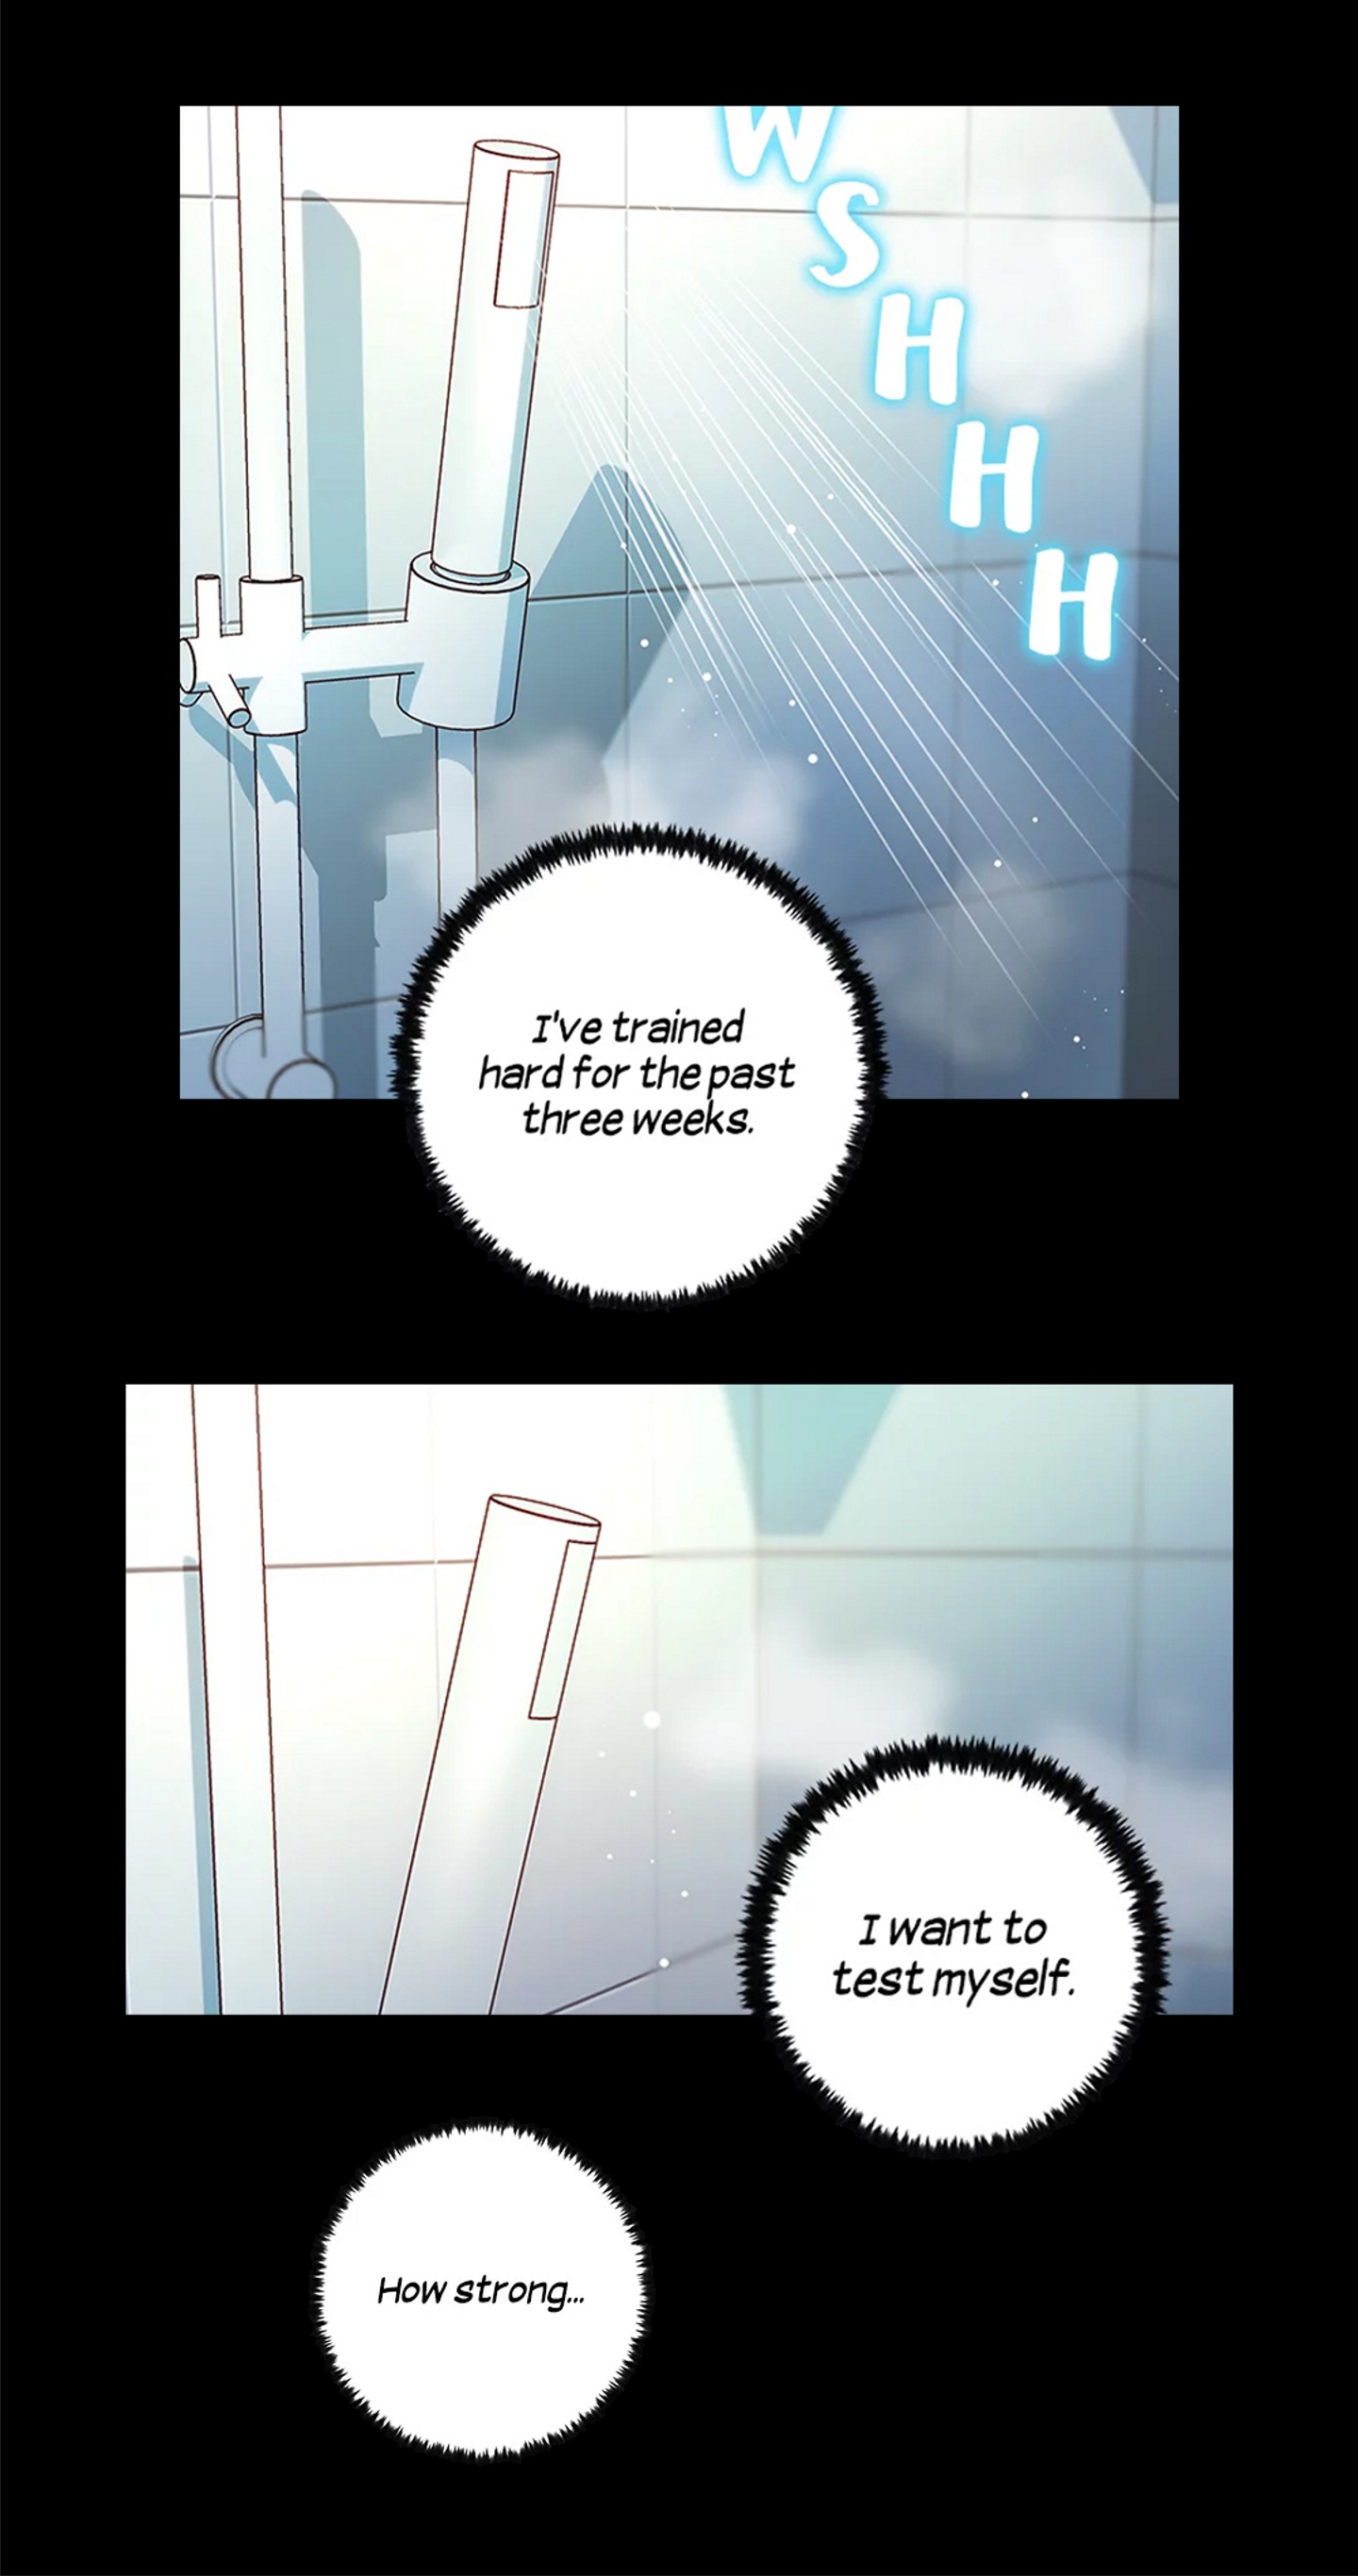 WSHHH
I've trained
hard for the past
three weeks.
I want to
test myself.
How strong...